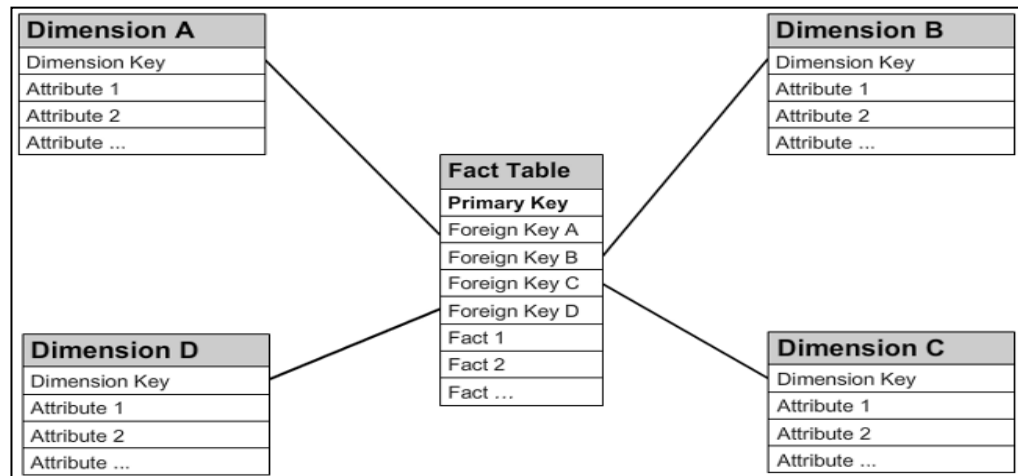 Dimension A
Dimension Key
Attribute 1
Attribute 2
Attribute ...
Dimension B
Dimension Key
Attribute 1
Attribute 2
Attribute ...
Fact Table
Primary Key
Foreign Key A
Foreign Key B
Foreign Key C
Foreign Key D
Fact 1
Fact 2
Fact ...
Dimension D
Dimension Key
Attribute 1
Attribute 2
Attribute ...
Dimension C
Dimension Key
Attribute 1
Attribute 2
Attribute ...